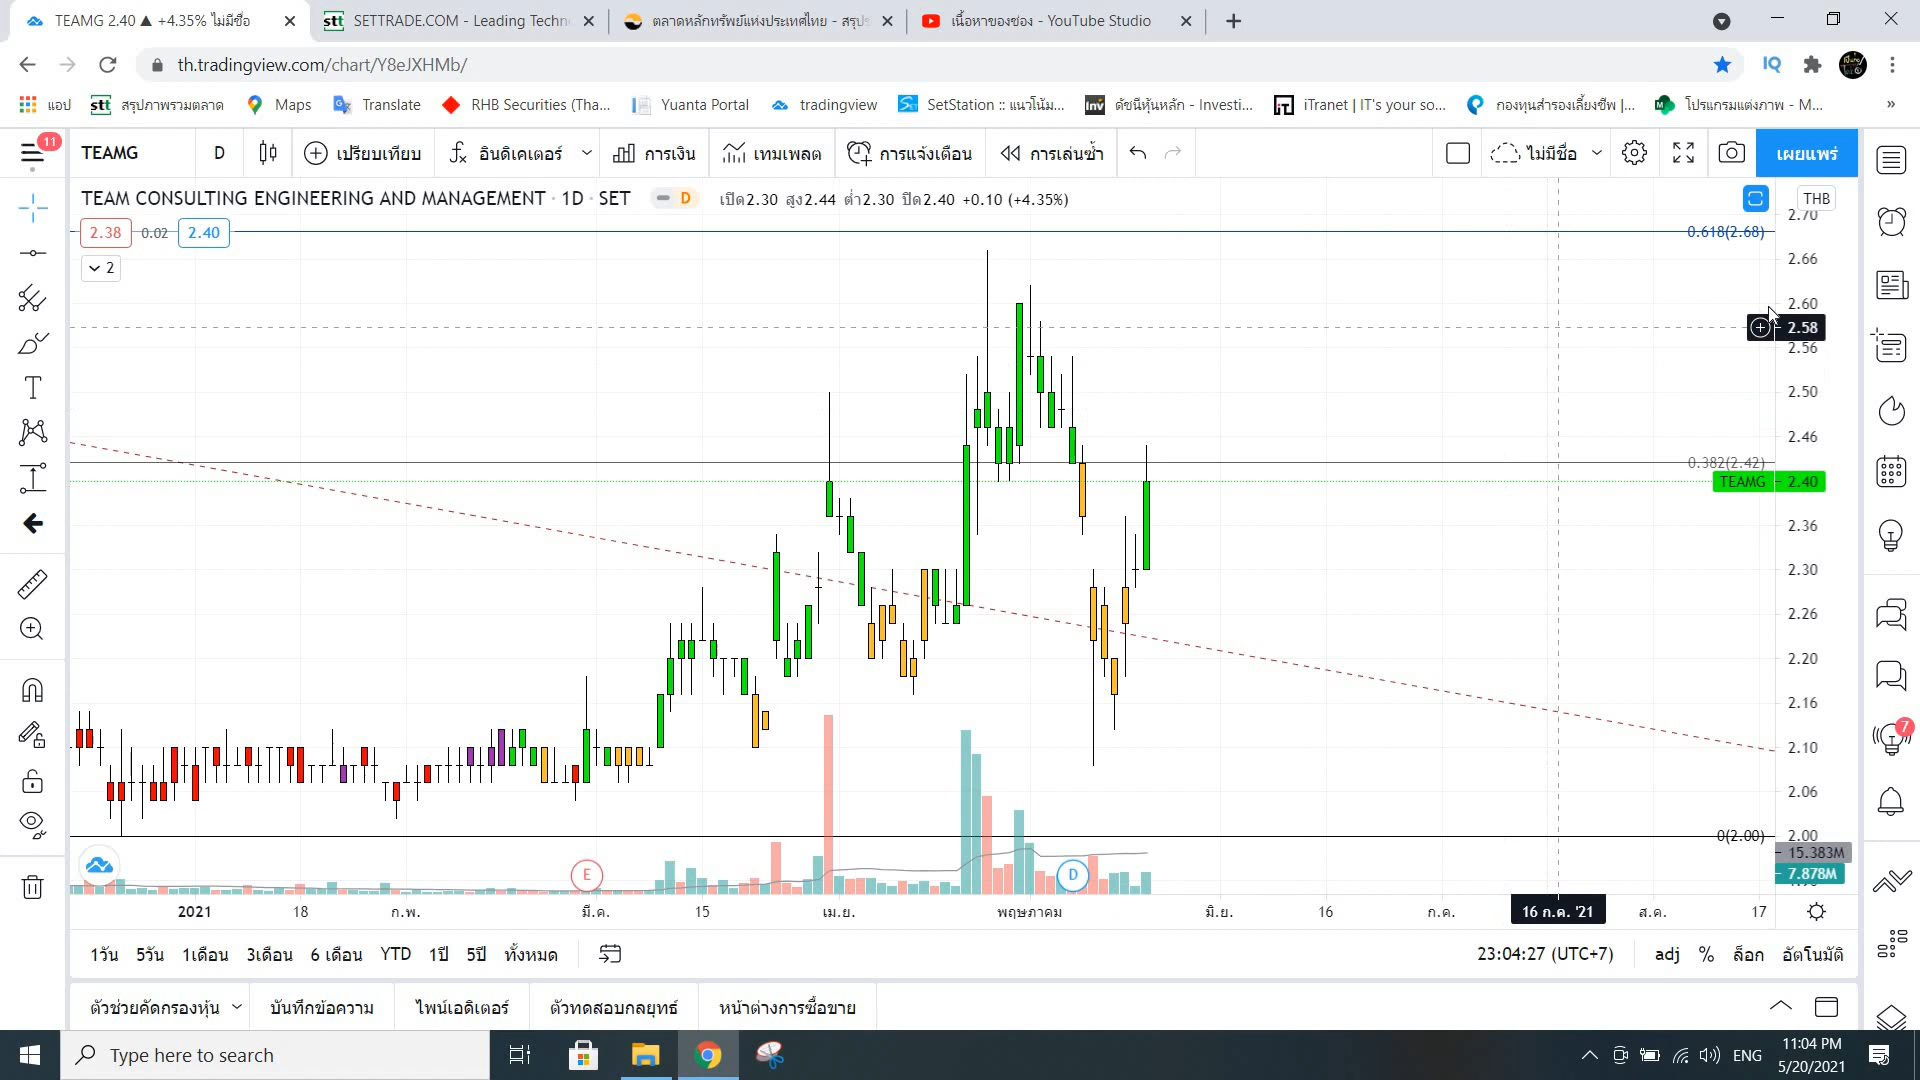 TEAMG 2.40 ▲ +4.35% ไม่มีชื่อ
SETTRADE.COM - Leading Techn
ตลาดหลักทรัพย์แห่งประเทศไทย - สรุปข
เนื้อหาของช่อง - YouTube Studio
th.tradingview.com/chart/Y8eJXHMb/
IQ
แอป
stt สรุปภาพรวมตลาด
Maps
Translate
RHB Securities (Tha...
Yuanta Portal
tradingview
SetStation :: แนวโน้ม...
Inv ดัชนีหุ้นหลัก - Investi...
iT iTranet | IT's your so...
กองทุนสำรองเลี้ยงชีพ |...
โปรแกรมแต่งภาพ - M...
»
11
TEAMG
D
เปรียบเทียบ
อินดิเคเตอร์
การเงิน
เทมเพลต
การแจ้งเตือน
การเล่นซ้ำ
ไม่มีชื่อ
เผยแพร่
TEAM CONSULTING ENGINEERING AND MANAGEMENT · 1D · SET
D
เปิด2.30 สูง2.44 ต่ำ2.30 ปิด2.40 +0.10 (+4.35%)
THB
2.38
0.02
2.40
2
2.70
0.618(2.68)
2.66
2.60
2.58
2.56
2.50
2.46
0.382(2.42)
TEAMG
2.40
2.36
2.30
2.26
2.20
2.16
2.10
2.06
2.00
0(2.00)
15.383M
7.878M
7
E
D
2021
18
ก.พ.
มี.ค.
15
เม.ย.
พฤษภาคม
มิ.ย.
16
ก.ค.
16 ก.ค. '21
ส.ค.
17
1วัน
5วัน
1เดือน
3เดือน
6 เดือน
YTD
1ปี
5ปี
ทั้งหมด
23:04:27 (UTC+7)
adj
%
ล็อก
อัตโนมัติ
ตัวช่วยคัดกรองหุ้น
บันทึกข้อความ
ไพน์เอดิเตอร์
ตัวทดสอบกลยุทธ์
หน้าต่างการซื้อขาย
Type here to search
ENG
11:04 PM
5/20/2021